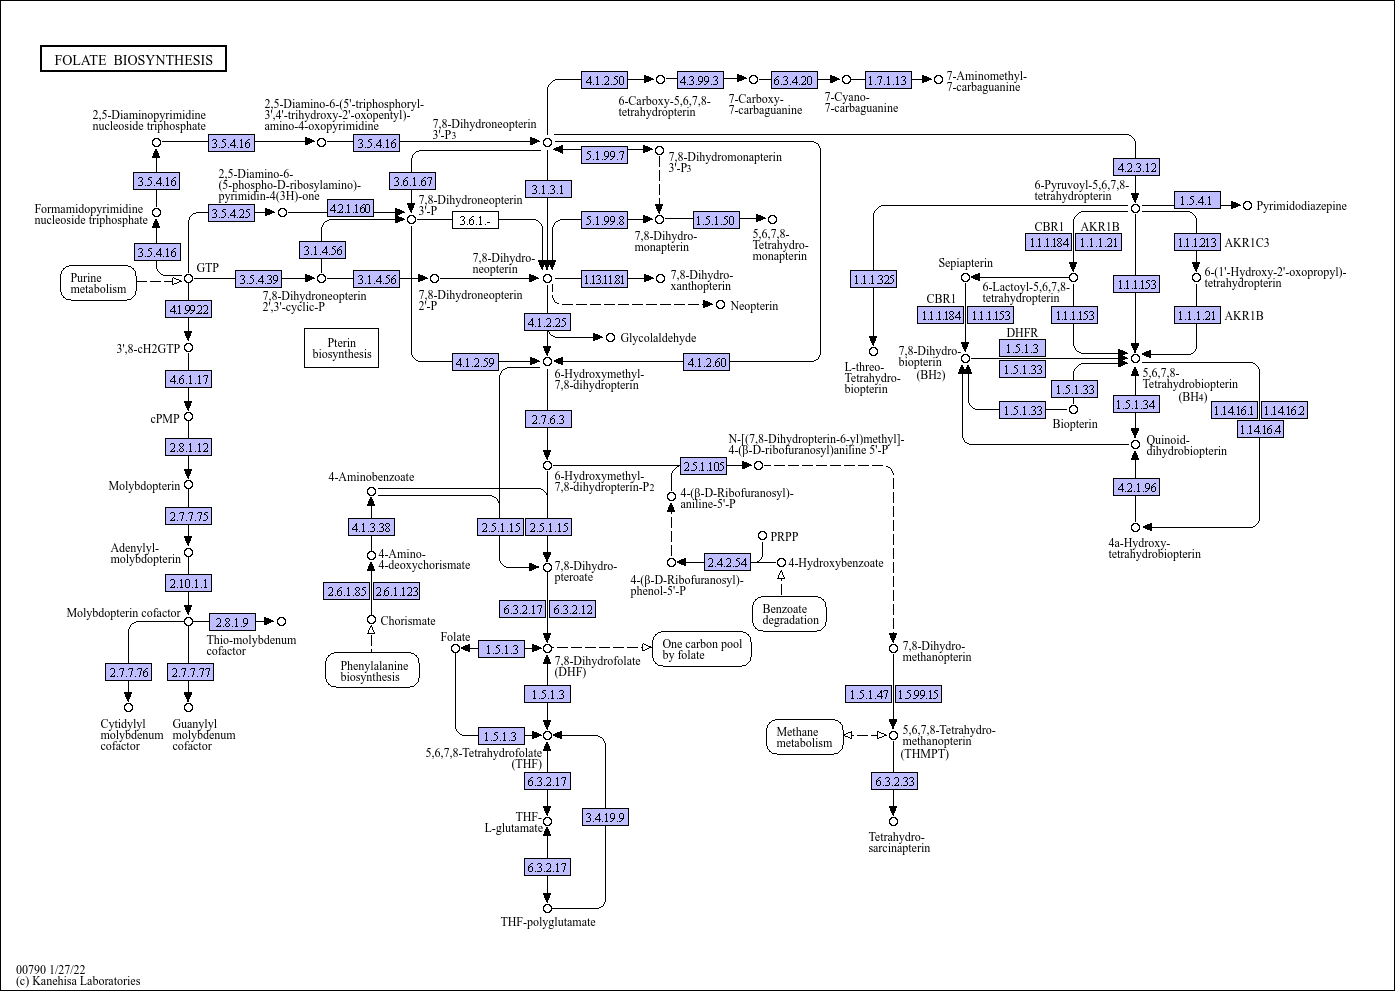 FOLATE BIOSYNTHESIS
4.1.2.50
4.3.99.3
6.3.4.20
1.7.1.13
7-Aminomethyl-
7-carbaguanine
6-Carboxy-5,6,7,8-
tetrahydropterin
7-Carboxy-
7-carbaguanine
7-Cyano-
7-carbaguanine
2,5-Diaminopyrimidine
nucleoside triphosphate
2,5-Diamino-6-(5'-triphosphoryl-
3',4'-trihydroxy-2'-oxopentyl)-
amino-4-oxopyrimidine
7,8-Dihydroneopterin
3'-P3
3.5.4.16
3.5.4.16
5.1.99.7
7,8-Dihydromonapterin
3'-P3
4.2.3.12
3.5.4.16
2,5-Diamino-6-
(5-phospho-D-ribosylamino)-
pyrimidin-4(3H)-one
3.6.1.67
3.1.3.1
6-Pyruvoyl-5,6,7,8-
tetrahydropterin
1.5.4.1
Pyrimidodiazepine
Formamidopyrimidine
nucleoside triphosphate
3.5.4.25
4.2.1.160
7,8-Dihydroneopterin
3'-P
3.6.1.-
5.1.99.8
1.5.1.50
7,8-Dihydro-
monapterin
5,6,7,8-
Tetrahydro-
monapterin
CBR1
AKR1B
1.1.1.184
1.1.1.21
1.1.1.213
AKR1C3
3.5.4.16
3.1.4.56
GTP
Purine
metabolism
3.5.4.39
3.1.4.56
7,8-Dihydro-
neopterin
1.13.11.81
7,8-Dihydro-
xanthopterin
Sepiapterin
1.1.1.325
6-Lactoyl-5,6,7,8-
tetrahydropterin
1.1.1.153
6-(1'-Hydroxy-2'-oxopropyl)-
tetrahydropterin
7,8-Dihydroneopterin
2',3'-cyclic-P
7,8-Dihydroneopterin
2'-P
Neopterin
4.1.99.22
4.1.2.25
CBR1
1.1.1.184
1.1.1.153
1.1.1.153
1.1.1.21
AKR1B
Glycolaldehyde
Pterin
biosynthesis
3',8-cH2GTP
DHFR
1.5.1.3
1.5.1.33
4.1.2.59
4.1.2.60
7,8-Dihydro-
biopterin
(BH2)
L-threo-
Tetrahydro-
biopterin
4.6.1.17
6-Hydroxymethyl-
7,8-dihydropterin
5,6,7,8-
Tetrahydrobiopterin
(BH4)
1.5.1.33
1.5.1.33
Biopterin
1.5.1.34
1.14.16.1
1.14.16.2
1.14.16.4
cPMP
2.7.6.3
2.8.1.12
N-[(7,8-Dihydropterin-6-yl)methyl]-
4-(β-D-ribofuranosyl)aniline 5'-P
Quinoid-
dihydrobiopterin
2.5.1.105
4-Aminobenzoate
6-Hydroxymethyl-
7,8-dihydropterin-P2
4-(β-D-Ribofuranosyl)-
aniline-5'-P
4.2.1.96
Molybdopterin
2.7.7.75
4.1.3.38
2.5.1.15
2.5.1.15
4a-Hydroxy-
tetrahydrobiopterin
PRPP
Adenylyl-
molybdopterin
4-Amino-
4-deoxychorismate
7,8-Dihydro-
pteroate
2.4.2.54
4-Hydroxybenzoate
4-(β-D-Ribofuranosyl)-
phenol-5'-P
2.10.1.1
2.6.1.85
2.6.1.123
6.3.2.17
6.3.2.12
Benzoate
degradation
Molybdopterin cofactor
2.8.1.9
Thio-molybdenum
cofactor
Chorismate
Folate
1.5.1.3
One carbon pool
by folate
7,8-Dihydrofolate
(DHF)
7,8-Dihydro-
methanopterin
2.7.7.76
2.7.7.77
Phenylalanine
biosynthesis
1.5.1.3
1.5.1.47
1.5.99.15
Cytidylyl
molybdenum
cofactor
Guanylyl
molybdenum
cofactor
1.5.1.3
5,6,7,8-Tetrahydrofolate
(THF)
Methane
metabolism
5,6,7,8-Tetrahydro-
methanopterin
(THMPT)
6.3.2.17
6.3.2.33
THF-
L-glutamate
3.4.19.9
Tetrahydro-
sarcinapterin
6.3.2.17
THF-polyglutamate
00790 1/27/22
(c) Kanehisa Laboratories